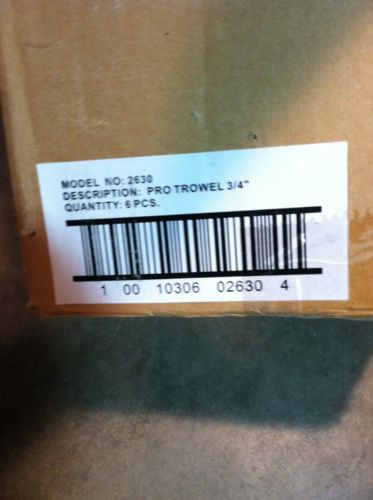 MODEL NO: 2630
DESCRIPTION: PRO TROWEL 3/4"
QUANTITY: 6 PCS.
1 00 10306 02630 4